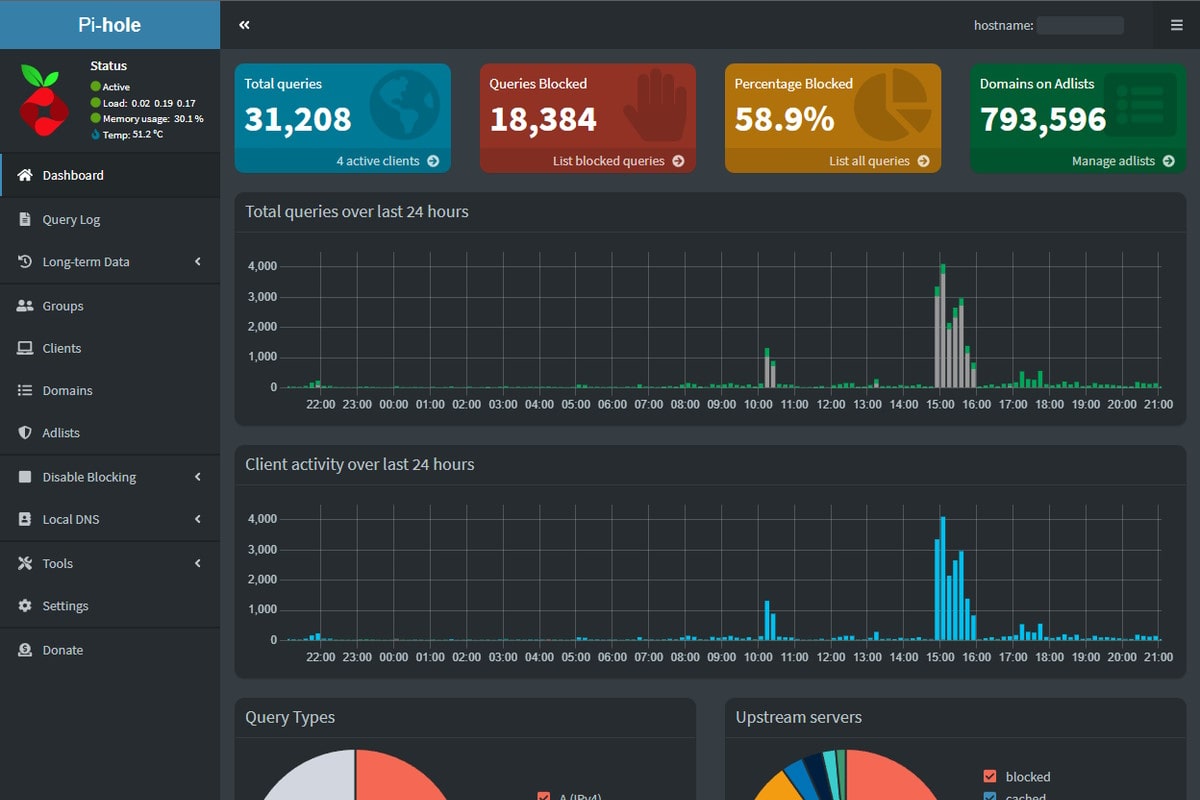 Pi-hole
hostname:
Status
Active
Load: 0.02 0.19 0.17
Memory usage: 30.1 %
Temp: 51.2 °C
Dashboard
Query Log
Long-term Data
Groups
Clients
Domains
Adlists
Disable Blocking
Local DNS
Tools
Settings
Donate
Total queries
31,208
4 active clients
Queries Blocked
18,384
List blocked queries
Percentage Blocked
58.9%
List all queries
Domains on Adlists
793,596
Manage adlists
Total queries over last 24 hours
4,000
3,000
2,000
1,000
0
22:00 23:00 00:00 01:00 02:00 03:00 04:00 05:00 06:00 07:00 08:00 09:00 10:00 11:00 12:00 13:00 14:00 15:00 16:00 17:00 18:00 19:00 20:00 21:00
Client activity over last 24 hours
4,000
3,000
2,000
1,000
0
22:00 23:00 00:00 01:00 02:00 03:00 04:00 05:00 06:00 07:00 08:00 09:00 10:00 11:00 12:00 13:00 14:00 15:00 16:00 17:00 18:00 19:00 20:00 21:00
Query Types
A (IPv4)
Upstream servers
blocked
cached